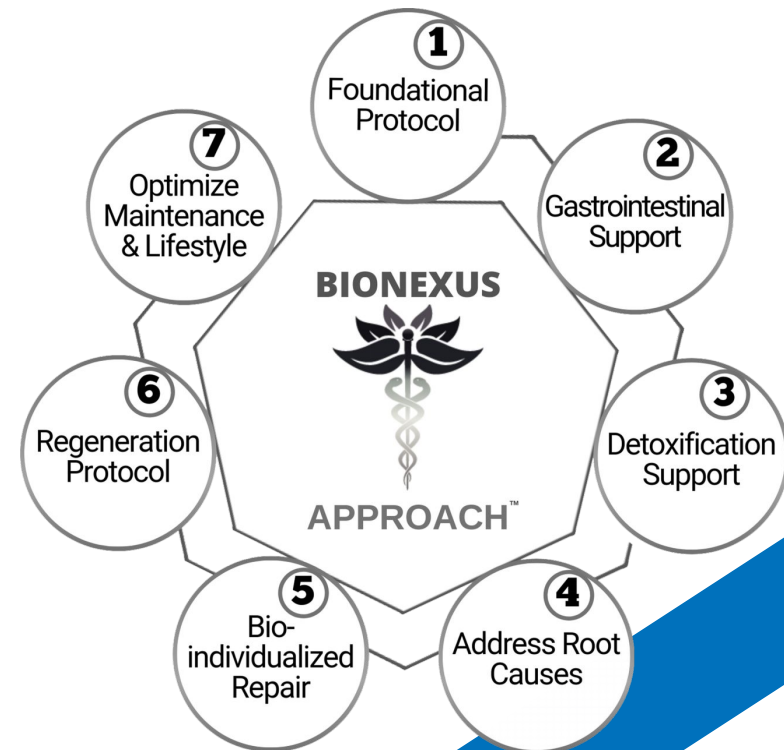 1
Foundational
Protocol
2
Gastrointestinal
Support
3
Detoxification
Support
4
Address Root
Causes
5
Bio-
individualized
Repair
6
Regeneration
Protocol
7
Optimize
Maintenance
& Lifestyle
BIONEXUS
APPROACH™